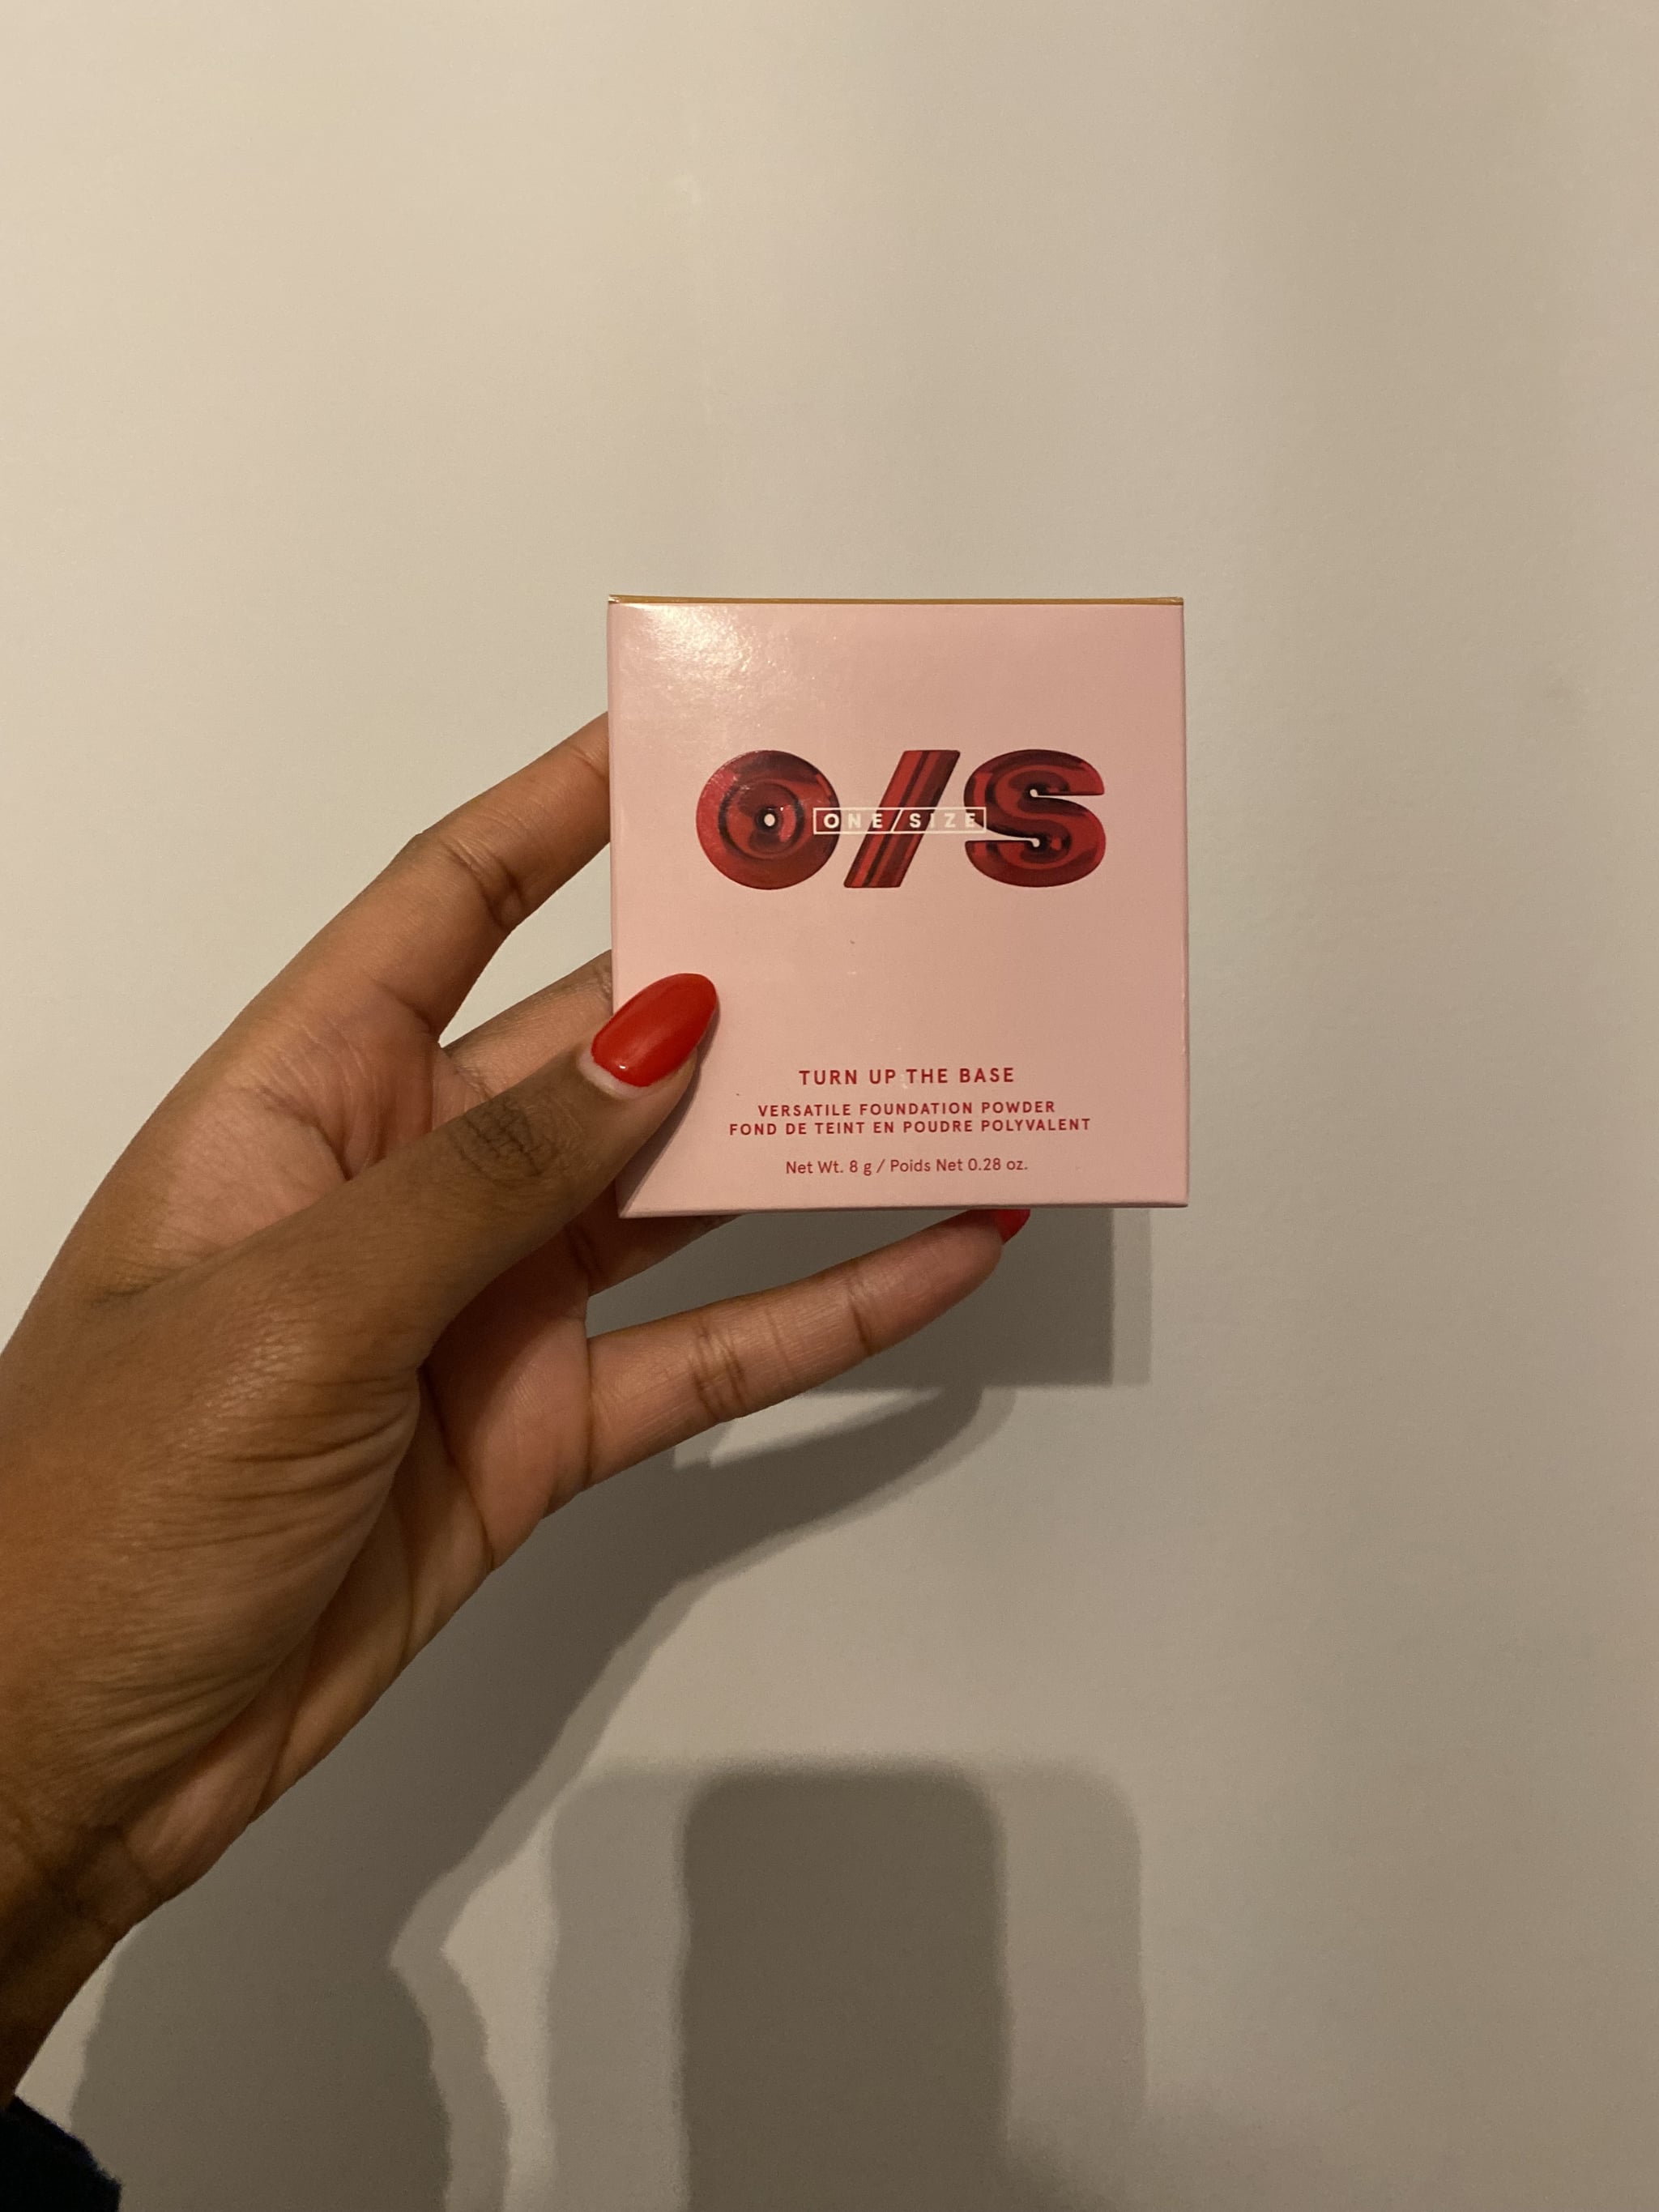 O/S
ONE/SIZE
TURN UP THE BASE
VERSATILE FOUNDATION POWDER
FOND DE TEINT EN POUDRE POLYVALENT
Net Wt. 8 g / Poids Net 0.28 oz.